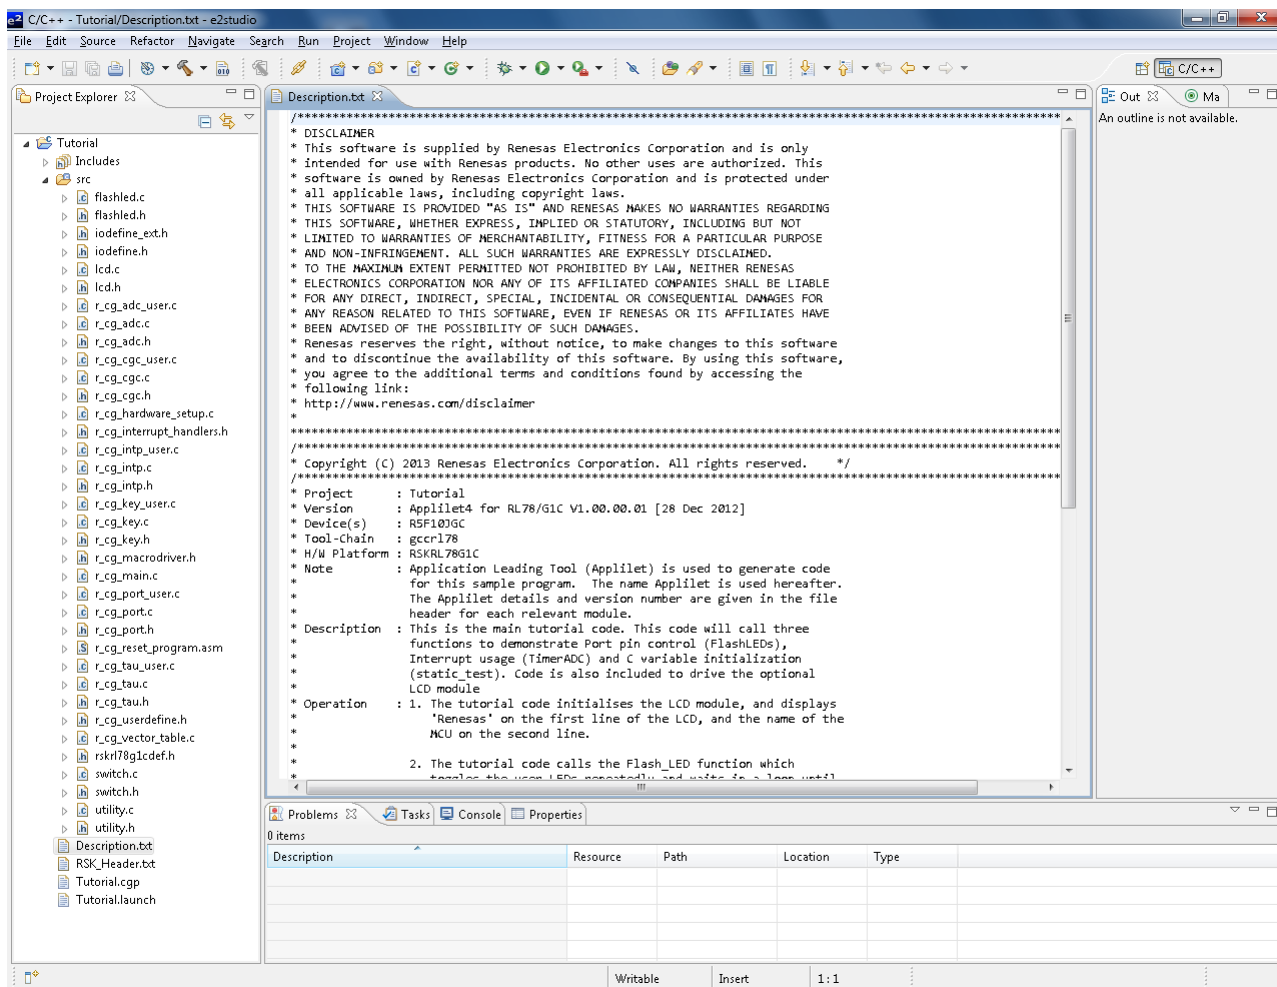 C/C++ - Tutorial/Description.txt - e2studio
File Edit Source Refactor Navigate Search Run Project Window Help
C/C++
Project Explorer
Tutorial
Includes
src
flashled.c
flashled.h
iodefine_ext.h
iodefine.h
lcd.c
lcd.h
r_cg_adc_user.c
r_cg_adc.c
r_cg_adc.h
r_cg_cgc_user.c
r_cg_cgc.c
r_cg_cgc.h
r_cg_hardware_setup.c
r_cg_interrupt_handlers.h
r_cg_intp_user.c
r_cg_intp.c
r_cg_intp.h
r_cg_key_user.c
r_cg_key.c
r_cg_key.h
r_cg_macrodriver.h
r_cg_main.c
r_cg_port_user.c
r_cg_port.c
r_cg_port.h
r_cg_reset_program.asm
r_cg_tau_user.c
r_cg_tau.c
r_cg_tau.h
r_cg_userdefine.h
r_cg_vector_table.c
rskrl78g1cdef.h
switch.c
switch.h
utility.c
utility.h
Description.txt
RSK_Header.txt
Tutorial.cgp
Tutorial.launch
Description.txt
/**************************************************************************************************************
* DISCLAIMER
* This software is supplied by Renesas Electronics Corporation and is only
* intended for use with Renesas products. No other uses are authorized. This
* software is owned by Renesas Electronics Corporation and is protected under
* all applicable laws, including copyright laws.
* THIS SOFTWARE IS PROVIDED "AS IS" AND RENESAS MAKES NO WARRANTIES REGARDING
* THIS SOFTWARE, WHETHER EXPRESS, IMPLIED OR STATUTORY, INCLUDING BUT NOT
* LIMITED TO WARRANTIES OF MERCHANTABILITY, FITNESS FOR A PARTICULAR PURPOSE
* AND NON-INFRINGEMENT. ALL SUCH WARRANTIES ARE EXPRESSLY DISCLAIMED.
* TO THE MAXIMUM EXTENT PERMITTED NOT PROHIBITED BY LAW, NEITHER RENESAS
* ELECTRONICS CORPORATION NOR ANY OF ITS AFFILIATED COMPANIES SHALL BE LIABLE
* FOR ANY DIRECT, INDIRECT, SPECIAL, INCIDENTAL OR CONSEQUENTIAL DAMAGES FOR
* ANY REASON RELATED TO THIS SOFTWARE, EVEN IF RENESAS OR ITS AFFILIATES HAVE
* BEEN ADVISED OF THE POSSIBILITY OF SUCH DAMAGES.
* Renesas reserves the right, without notice, to make changes to this software
* and to discontinue the availability of this software. By using this software,
* you agree to the additional terms and conditions found by accessing the
* following link:
* http://www.renesas.com/disclaimer
*
***************************************************************************************************************
/**************************************************************************************************************
* Copyright (C) 2013 Renesas Electronics Corporation. All rights reserved. */
/**************************************************************************************************************
* Project : Tutorial
* Version : Applilet4 for RL78/G1C V1.00.00.01 [28 Dec 2012]
* Device(s) : R5F10JGC
* Tool-Chain : gccrl78
* H/W Platform : RSKRL78G1C
* Note : Application Leading Tool (Applilet) is used to generate code
* for this sample program. The name Applilet is used hereafter.
* The Applilet details and version number are given in the file
* header for each relevant module.
* Description : This is the main tutorial code. This code will call three
* functions to demonstrate Port pin control (FlashLEDs),
* Interrupt usage (TimerADC) and C variable initialization
* (static_test). Code is also included to drive the optional
* LCD module
* Operation : 1. The tutorial code initialises the LCD module, and displays
* 'Renesas' on the first line of the LCD, and the name of the
* MCU on the second line.
*
* 2. The tutorial code calls the Flash_LED function which
* toggles the user LEDs repeatedly and waits in a loop until
Out Ma
An outline is not available.
Problems Tasks Console Properties
0 items
Description Resource Path Location Type
Writable Insert 1 : 1